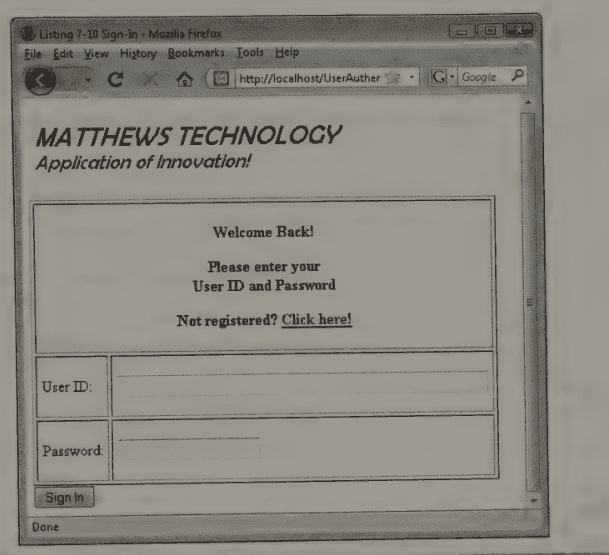 Listing 7-10 Sign-In - Mozilla Firefox
File Edit View History Bookmarks Tools Help
http://localhost/UserAuther
G Google
MATTHEWS TECHNOLOGY
Application of Innovation!
Welcome Back!
Please enter your
User ID and Password
Not registered? Click here!
User ID:
Password:
Sign In
Done